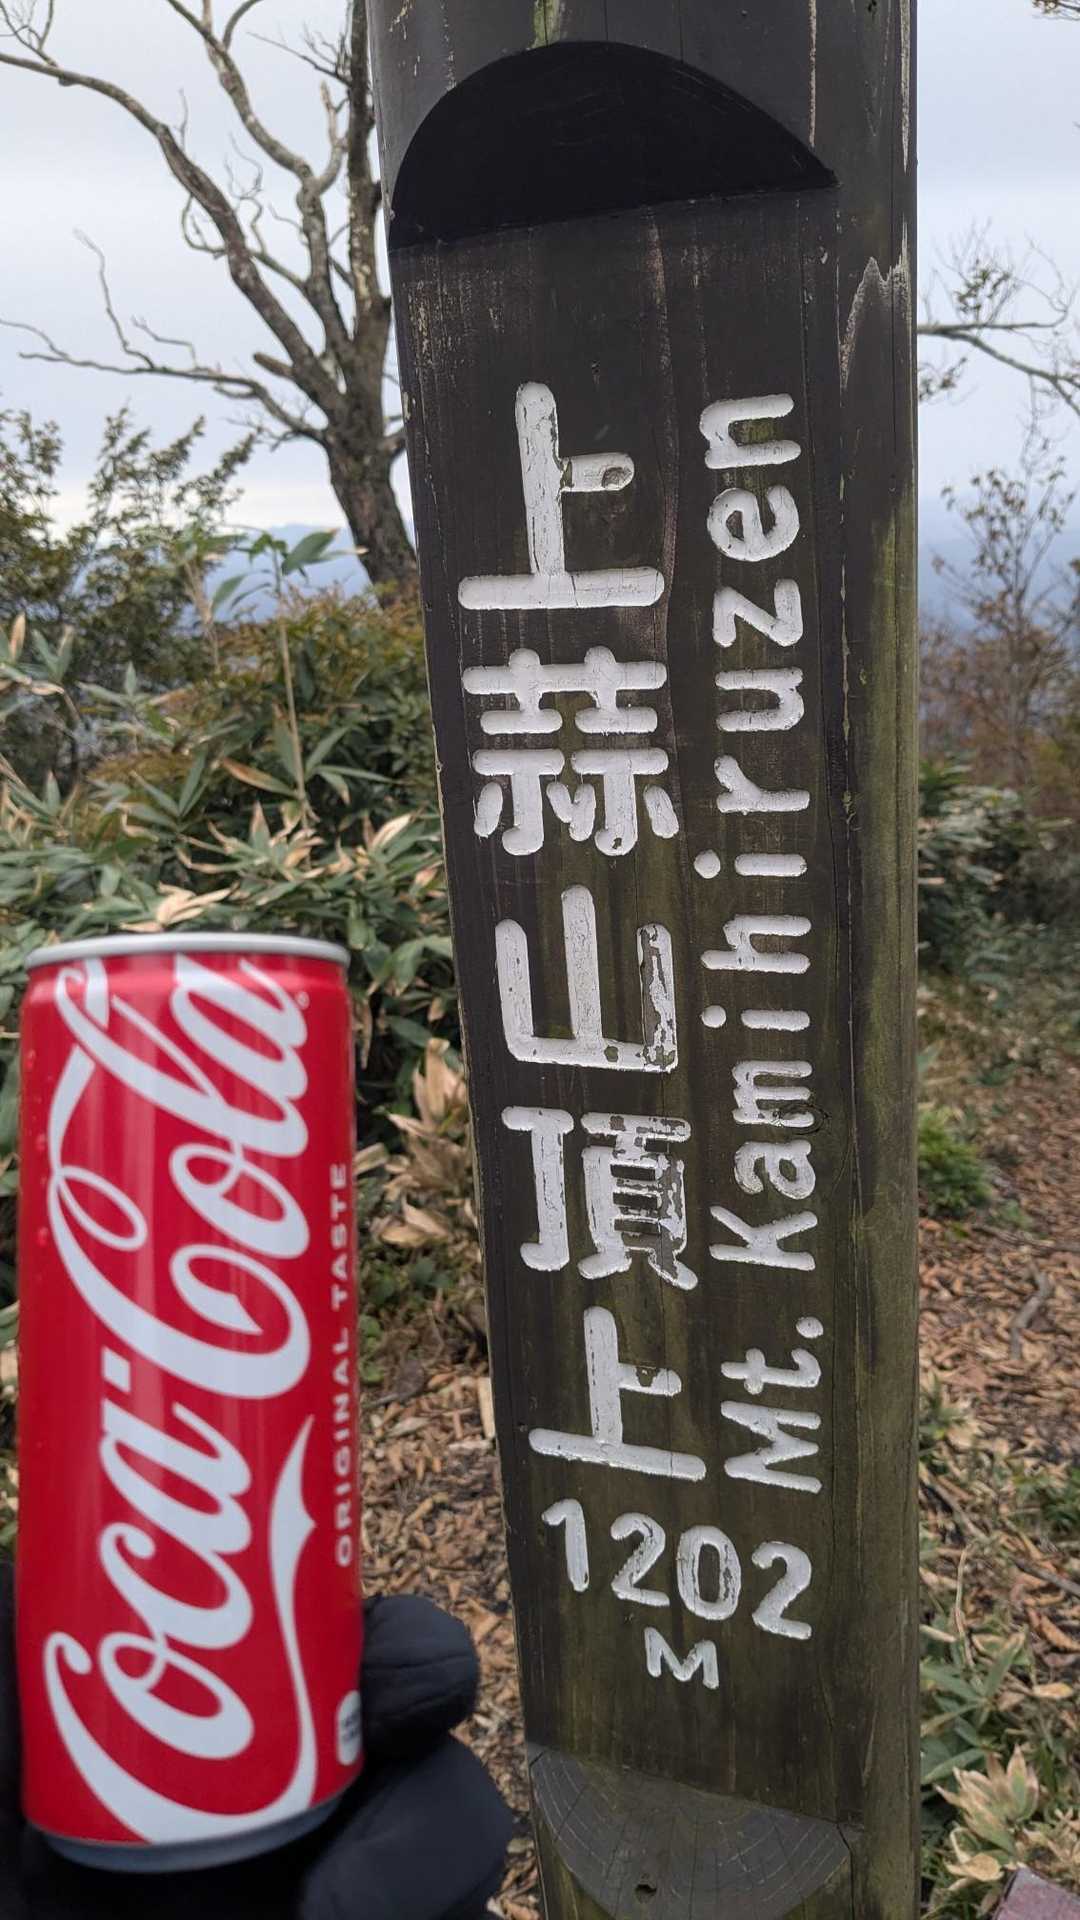 上蒜山頂上
Mt. Kamihiruzen
1202
M
Coca-Cola
ORIGINAL TASTE